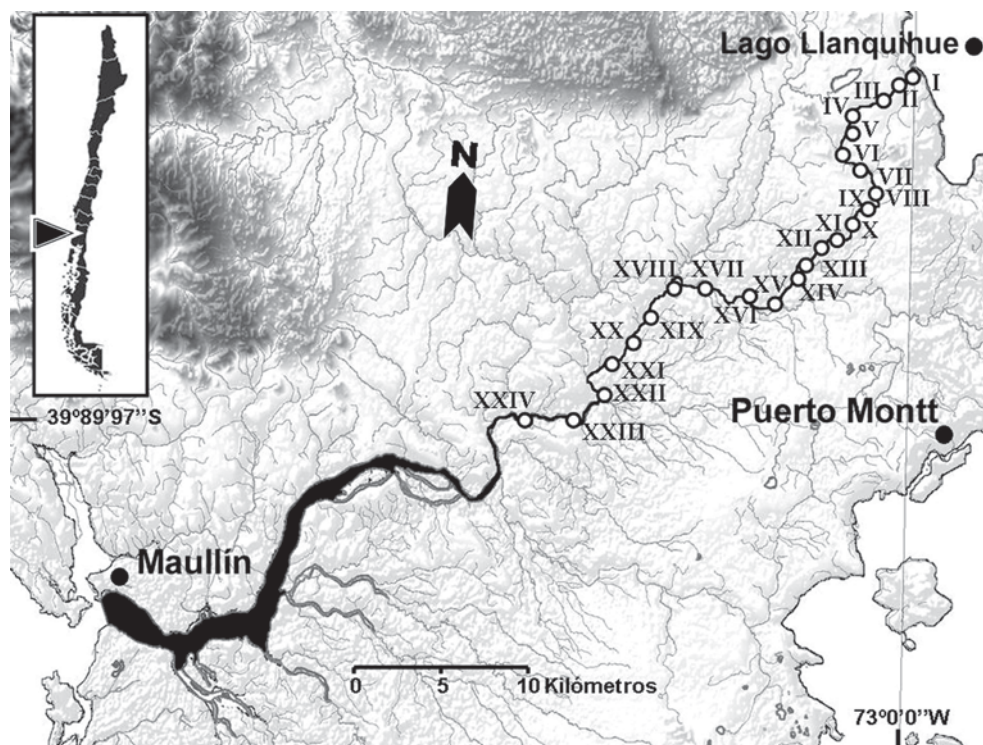 Lago Llanquihue
I
II
III
IV
V
VI
VII
VIII
IX
X
XI
XII
XIII
XIV
XV
XVI
XVII
XVIII
XIX
XX
XXI
XXII
XXIII
XXIV
N
39º89'97''S
Puerto Montt
Maullín
0 5 10 Kilómetros
73º0'0''W